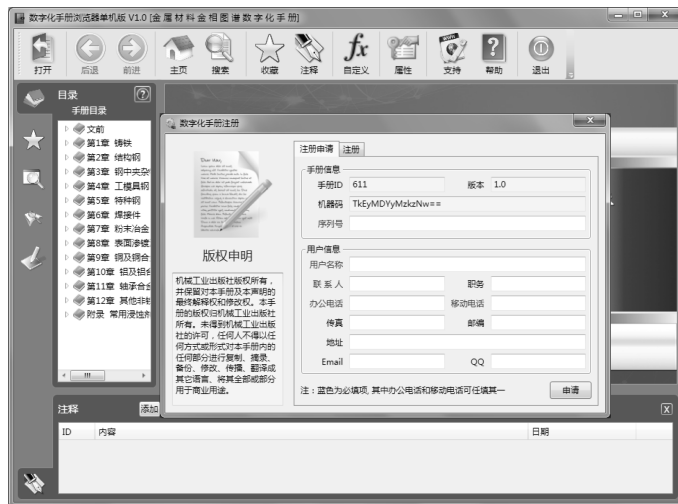 数字化手册浏览器单机版 V1.0 [金属材料金相图谱数字化手册]
打开 后退 前进 主页 搜索 收藏 注释 自定义 属性 支持 帮助 退出
目录
手册目录
文前
第1章 铸铁
第2章 结构钢
第3章 钢中夹杂
第4章 工模具钢
第5章 特种钢
第6章 焊接件
第7章 粉末冶金
第8章 表面渗镀
第9章 铜及铜合
第10章 铝及铝合
第11章 轴承合金
第12章 其他非铁
附录 常用浸蚀剂
数字化手册注册
版权申明
机械工业出版社版权所有，
并保留对本手册及本声明的
最终解释权和修改权。本手
册的版权归机械工业出版社
所有。未得到机械工业出版
社的许可，任何人不得以任
何方式或形式对本手册内的
任何部分进行复制、摘录、
备份、修改、传播、翻译成
其它语言、将其全部或部分
用于商业用途。
注册申请 注册
手册信息
手册ID 611 版本 1.0
机器码 TkEyMDYyMzkzNw==
序列号
用户信息
用户名称
联系人 职务
办公电话 移动电话
传真 邮编
地址
Email QQ
注：蓝色为必填项, 其中办公电话和移动电话可任填其一 申请
注释 添加
ID 内容 日期